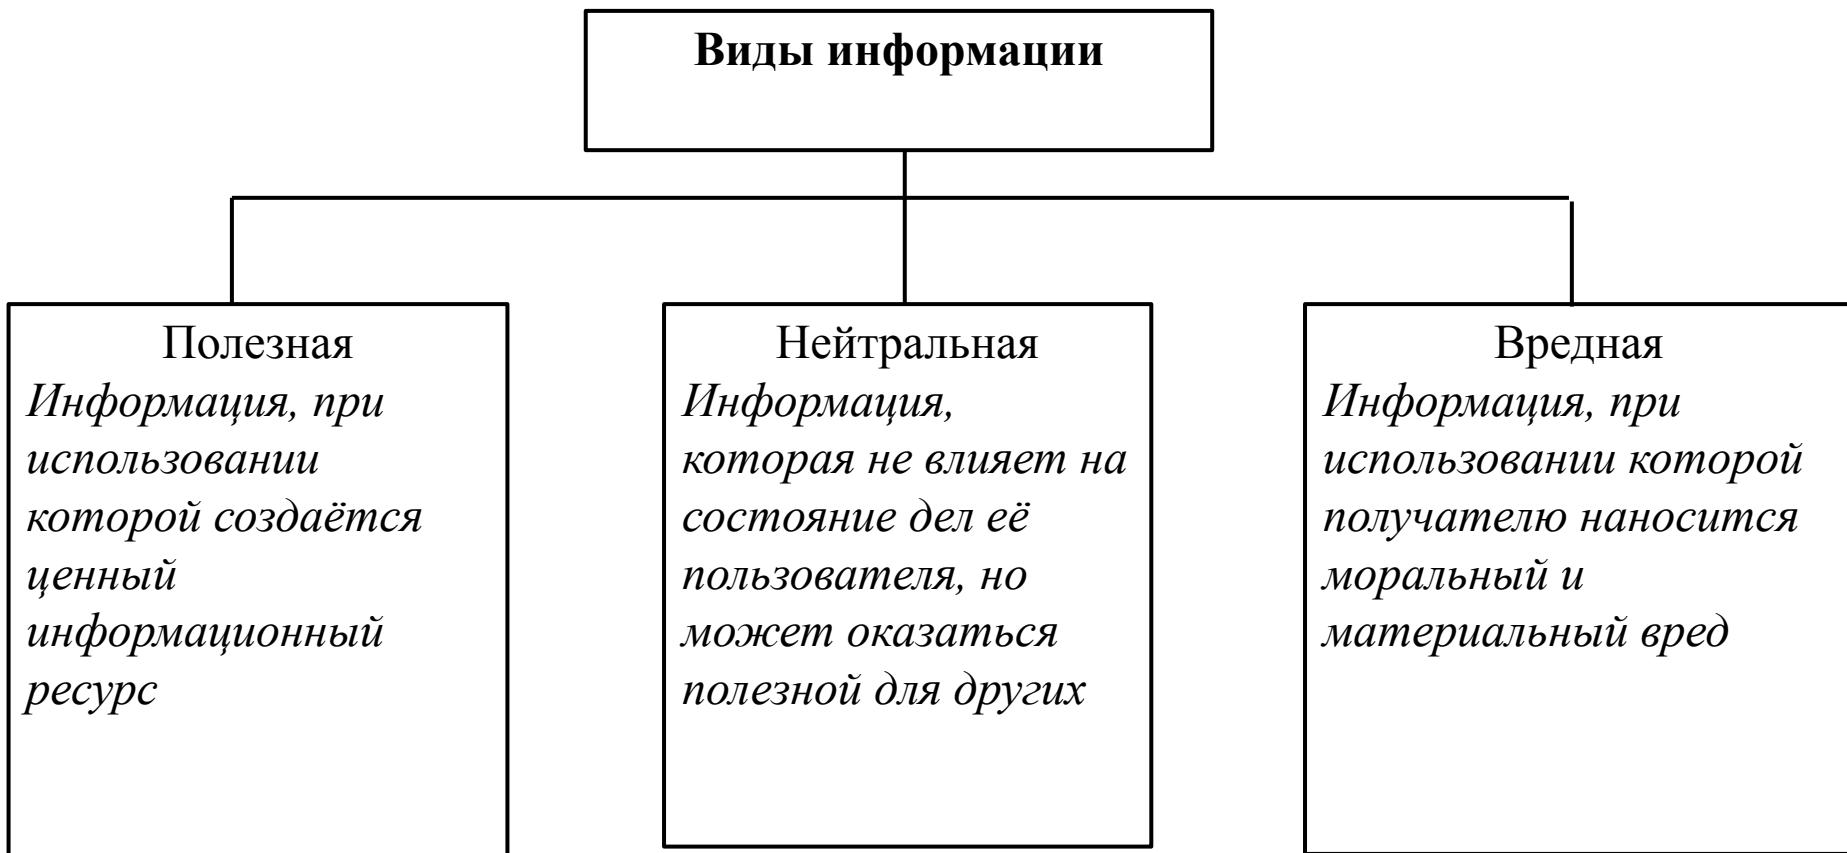 Виды информации
Полезная
Информация, при
использовании
которой создаётся
ценный
информационный
ресурс
Нейтральная
Информация,
которая не влияет на
состояние дел её
пользователя, но
может оказаться
полезной для других
Вредная
Информация, при
использовании которой
получателю наносится
моральный и
материальный вред